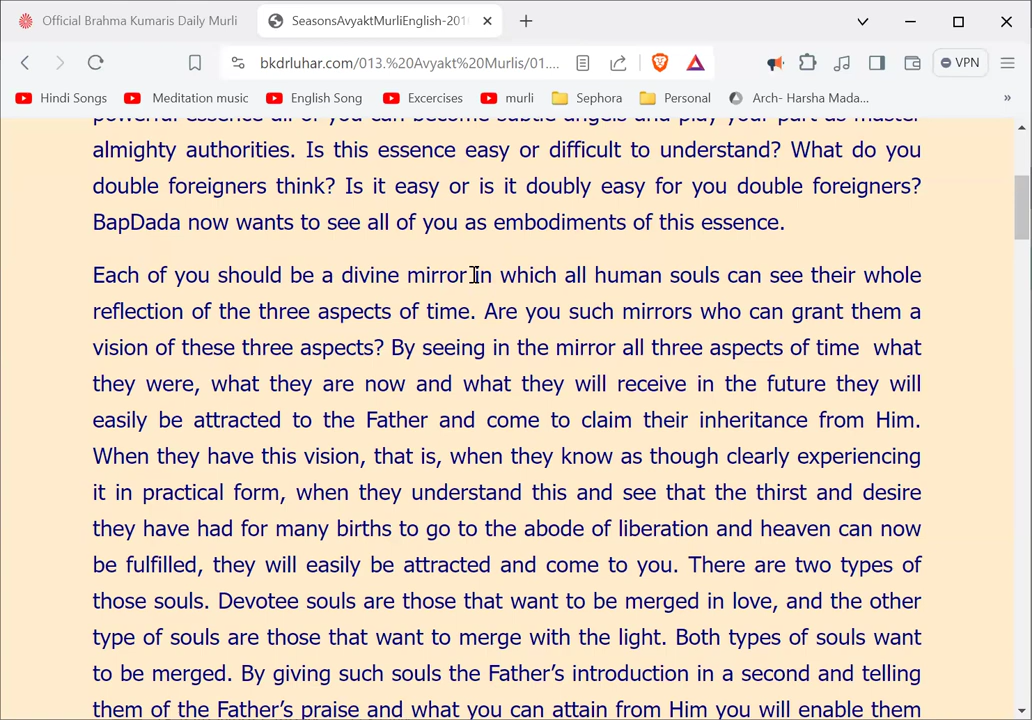 Official Brahma Kumaris Daily Murli
SeasonsAvyaktMurliEnglish-201
bkdrluhar.com/013.%20Avyakt%20Murlis/01....
VPN
Hindi Songs
Meditation music
English Song
Excercises
murli
Sephora
Personal
Arch- Harsha Mada...
»
powerful essence all of you can become subtle angels and play your part as master
almighty authorities. Is this essence easy or difficult to understand? What do you
double foreigners think? Is it easy or is it doubly easy for you double foreigners?
BapDada now wants to see all of you as embodiments of this essence.
Each of you should be a divine mirror in which all human souls can see their whole
reflection of the three aspects of time. Are you such mirrors who can grant them a
vision of these three aspects? By seeing in the mirror all three aspects of time what
they were, what they are now and what they will receive in the future they will
easily be attracted to the Father and come to claim their inheritance from Him.
When they have this vision, that is, when they know as though clearly experiencing
it in practical form, when they understand this and see that the thirst and desire
they have had for many births to go to the abode of liberation and heaven can now
be fulfilled, they will easily be attracted and come to you. There are two types of
those souls. Devotee souls are those that want to be merged in love, and the other
type of souls are those that want to merge with the light. Both types of souls want
to be merged. By giving such souls the Father’s introduction in a second and telling
them of the Father’s praise and what you can attain from Him you will enable them